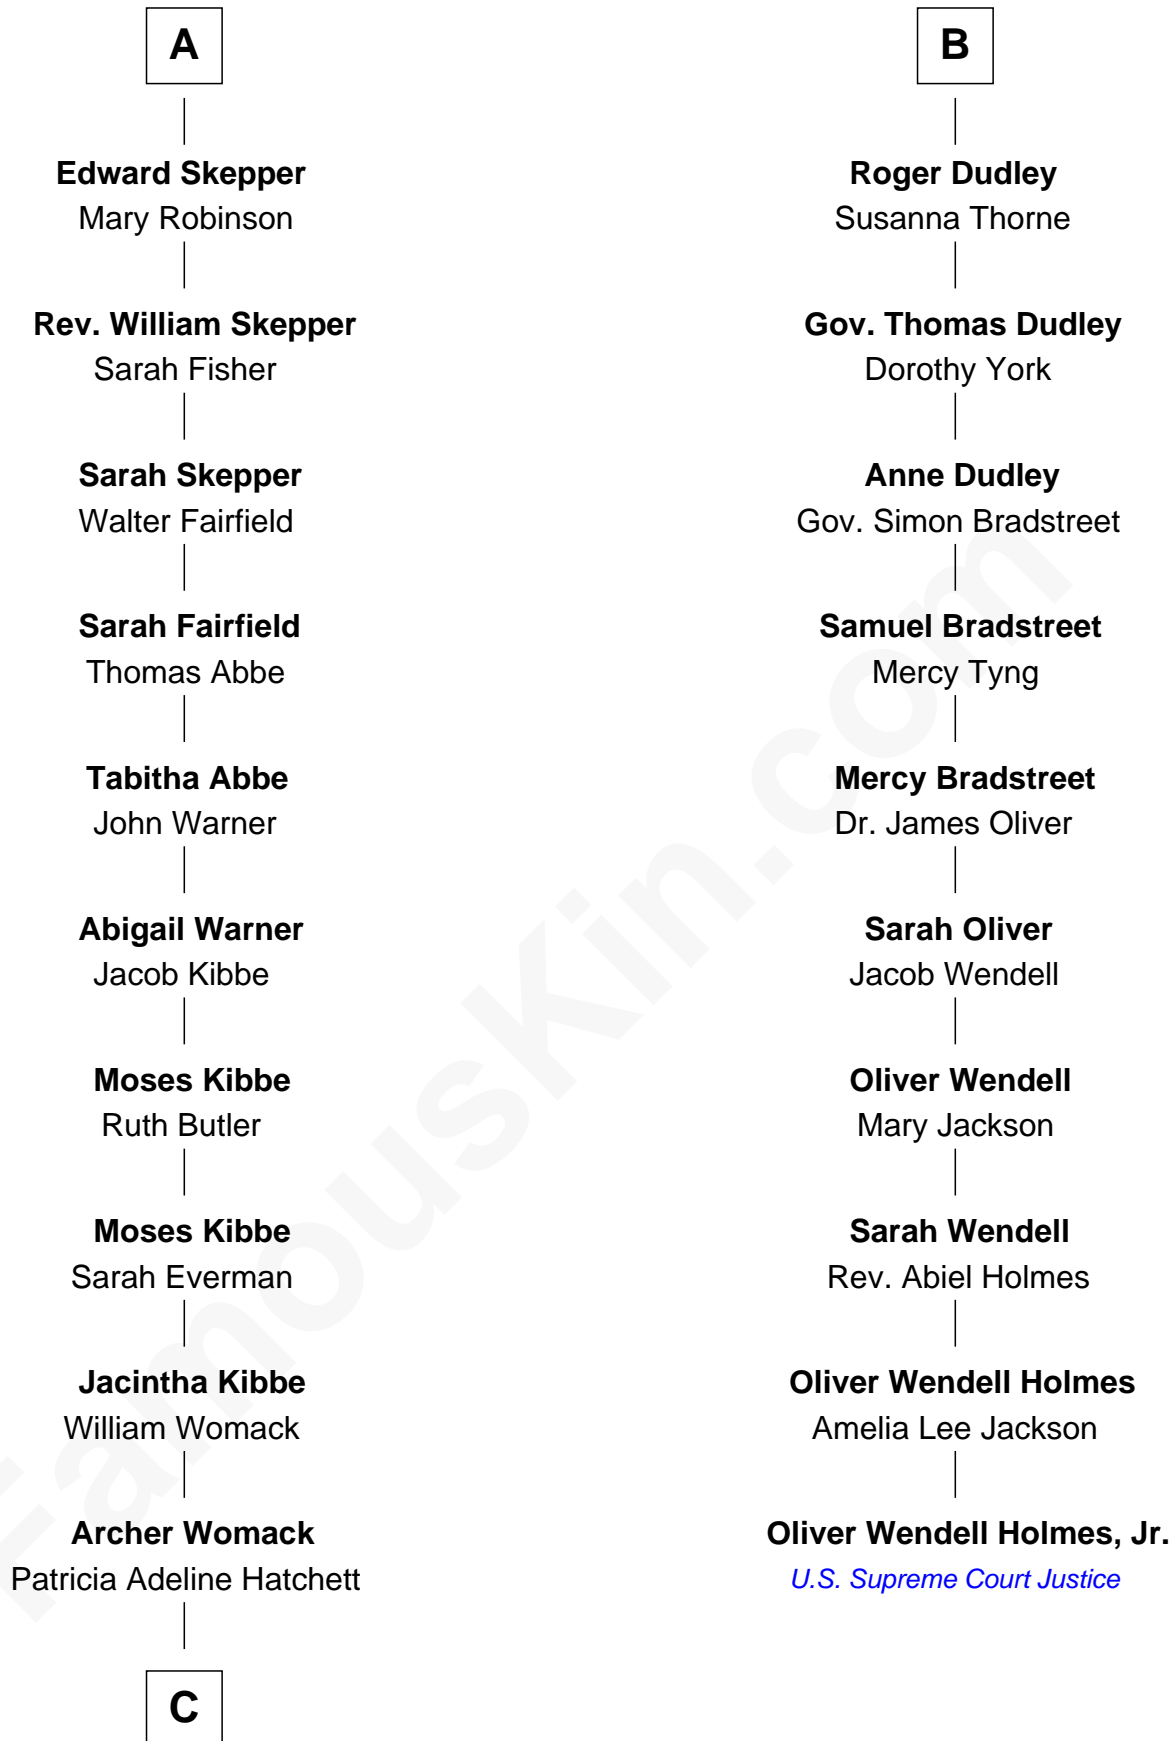 A
Edward Skepper
Mary Robinson
Rev. William Skepper
Sarah Fisher
Sarah Skepper
Walter Fairfield
Sarah Fairfield
Thomas Abbe
Tabitha Abbe
John Warner
Abigail Warner
Jacob Kibbe
Moses Kibbe
Ruth Butler
Moses Kibbe
Sarah Everman
Jacintha Kibbe
William Womack
Archer Womack
Patricia Adeline Hatchett
C
B
Roger Dudley
Susanna Thorne
Gov. Thomas Dudley
Dorothy York
Anne Dudley
Gov. Simon Bradstreet
Samuel Bradstreet
Mercy Tyng
Mercy Bradstreet
Dr. James Oliver
Sarah Oliver
Jacob Wendell
Oliver Wendell
Mary Jackson
Sarah Wendell
Rev. Abiel Holmes
Oliver Wendell Holmes
Amelia Lee Jackson
Oliver Wendell Holmes, Jr.
U.S. Supreme Court Justice
FamousKin.com